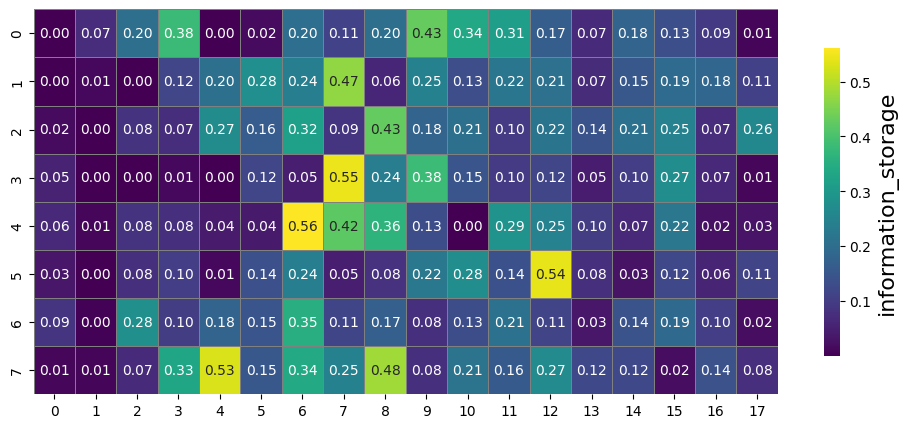 0 0.00 0.07 0.20 0.38 0.00 0.02 0.20 0.11 0.20 0.43 0.34 0.31 0.17 0.07 0.18 0.13 0.09 0.01
1 0.00 0.01 0.00 0.12 0.20 0.28 0.24 0.47 0.06 0.25 0.13 0.22 0.21 0.07 0.15 0.19 0.18 0.11
2 0.02 0.00 0.08 0.07 0.27 0.16 0.32 0.09 0.43 0.18 0.21 0.10 0.22 0.14 0.21 0.25 0.07 0.26
3 0.05 0.00 0.00 0.01 0.00 0.12 0.05 0.55 0.24 0.38 0.15 0.10 0.12 0.05 0.10 0.27 0.07 0.01
4 0.06 0.01 0.08 0.08 0.04 0.04 0.56 0.42 0.36 0.13 0.00 0.29 0.25 0.10 0.07 0.22 0.02 0.03
5 0.03 0.00 0.08 0.10 0.01 0.14 0.24 0.05 0.08 0.22 0.28 0.14 0.54 0.08 0.03 0.12 0.06 0.11
6 0.09 0.00 0.28 0.10 0.18 0.15 0.35 0.11 0.17 0.08 0.13 0.21 0.11 0.03 0.14 0.19 0.10 0.02
7 0.01 0.01 0.07 0.33 0.53 0.15 0.34 0.25 0.48 0.08 0.21 0.16 0.27 0.12 0.12 0.02 0.14 0.08
0 1 2 3 4 5 6 7 8 9 10 11 12 13 14 15 16 17
0.5
0.4
0.3
0.2
0.1
information_storage